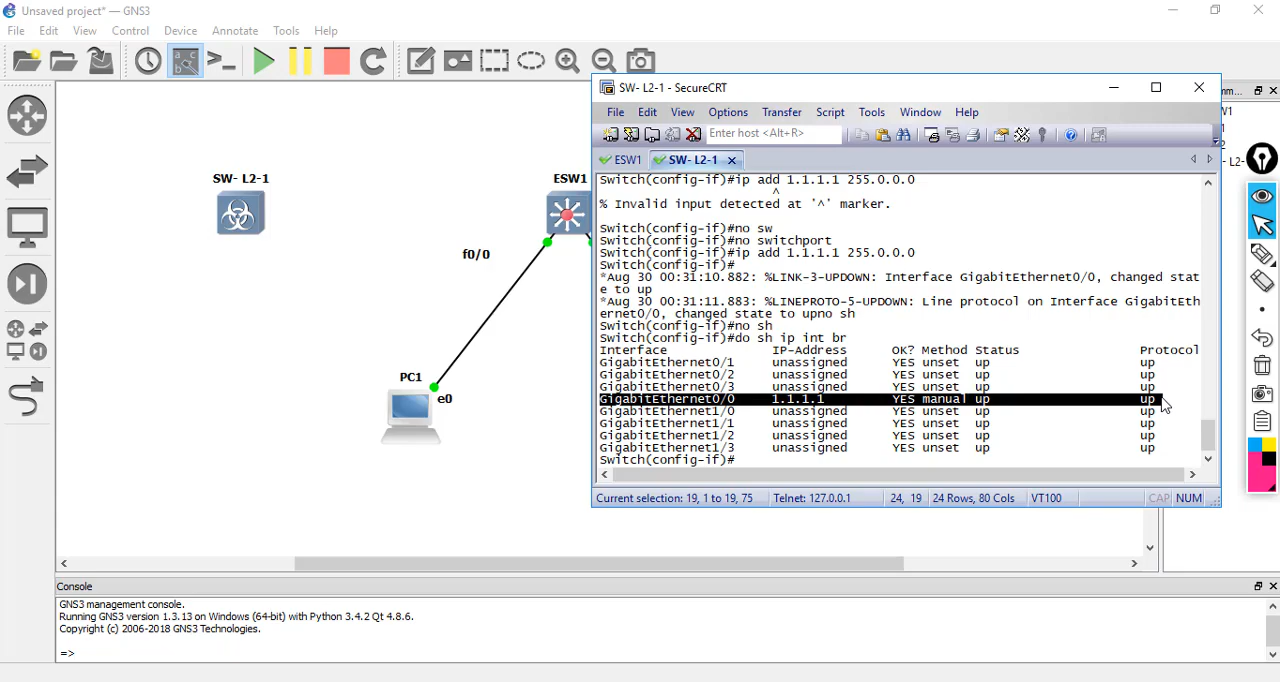 Unsaved project* — GNS3
File Edit View Control Device Annotate Tools Help
SW- L2-1
ESW1
f0/0
PC1
e0
SW- L2-1 - SecureCRT
File Edit View Options Transfer Script Tools Window Help
Enter host <Alt+R>
ESW1 SW- L2-1
Switch(config-if)#ip add 1.1.1.1 255.0.0.0
^
% Invalid input detected at '^' marker.
Switch(config-if)#no sw
Switch(config-if)#no switchport
Switch(config-if)#ip add 1.1.1.1 255.0.0.0
Switch(config-if)#
*Aug 30 00:31:10.882: %LINK-3-UPDOWN: Interface GigabitEthernet0/0, changed stat
e to up
*Aug 30 00:31:11.883: %LINEPROTO-5-UPDOWN: Line protocol on Interface GigabitEth
ernet0/0, changed state to upno sh
Switch(config-if)#no sh
Switch(config-if)#do sh ip int br
Interface IP-Address OK? Method Status Protocol
GigabitEthernet0/1 unassigned YES unset up up
GigabitEthernet0/2 unassigned YES unset up up
GigabitEthernet0/3 unassigned YES unset up up
GigabitEthernet0/0 1.1.1.1 YES manual up up
GigabitEthernet1/0 unassigned YES unset up up
GigabitEthernet1/1 unassigned YES unset up up
GigabitEthernet1/2 unassigned YES unset up up
GigabitEthernet1/3 unassigned YES unset up up
Switch(config-if)#
Current selection: 19, 1 to 19, 75 Telnet: 127.0.0.1 24, 19 24 Rows, 80 Cols VT100 CAP NUM
Console
GNS3 management console.
Running GNS3 version 1.3.13 on Windows (64-bit) with Python 3.4.2 Qt 4.8.6.
Copyright (c) 2006-2018 GNS3 Technologies.
=>